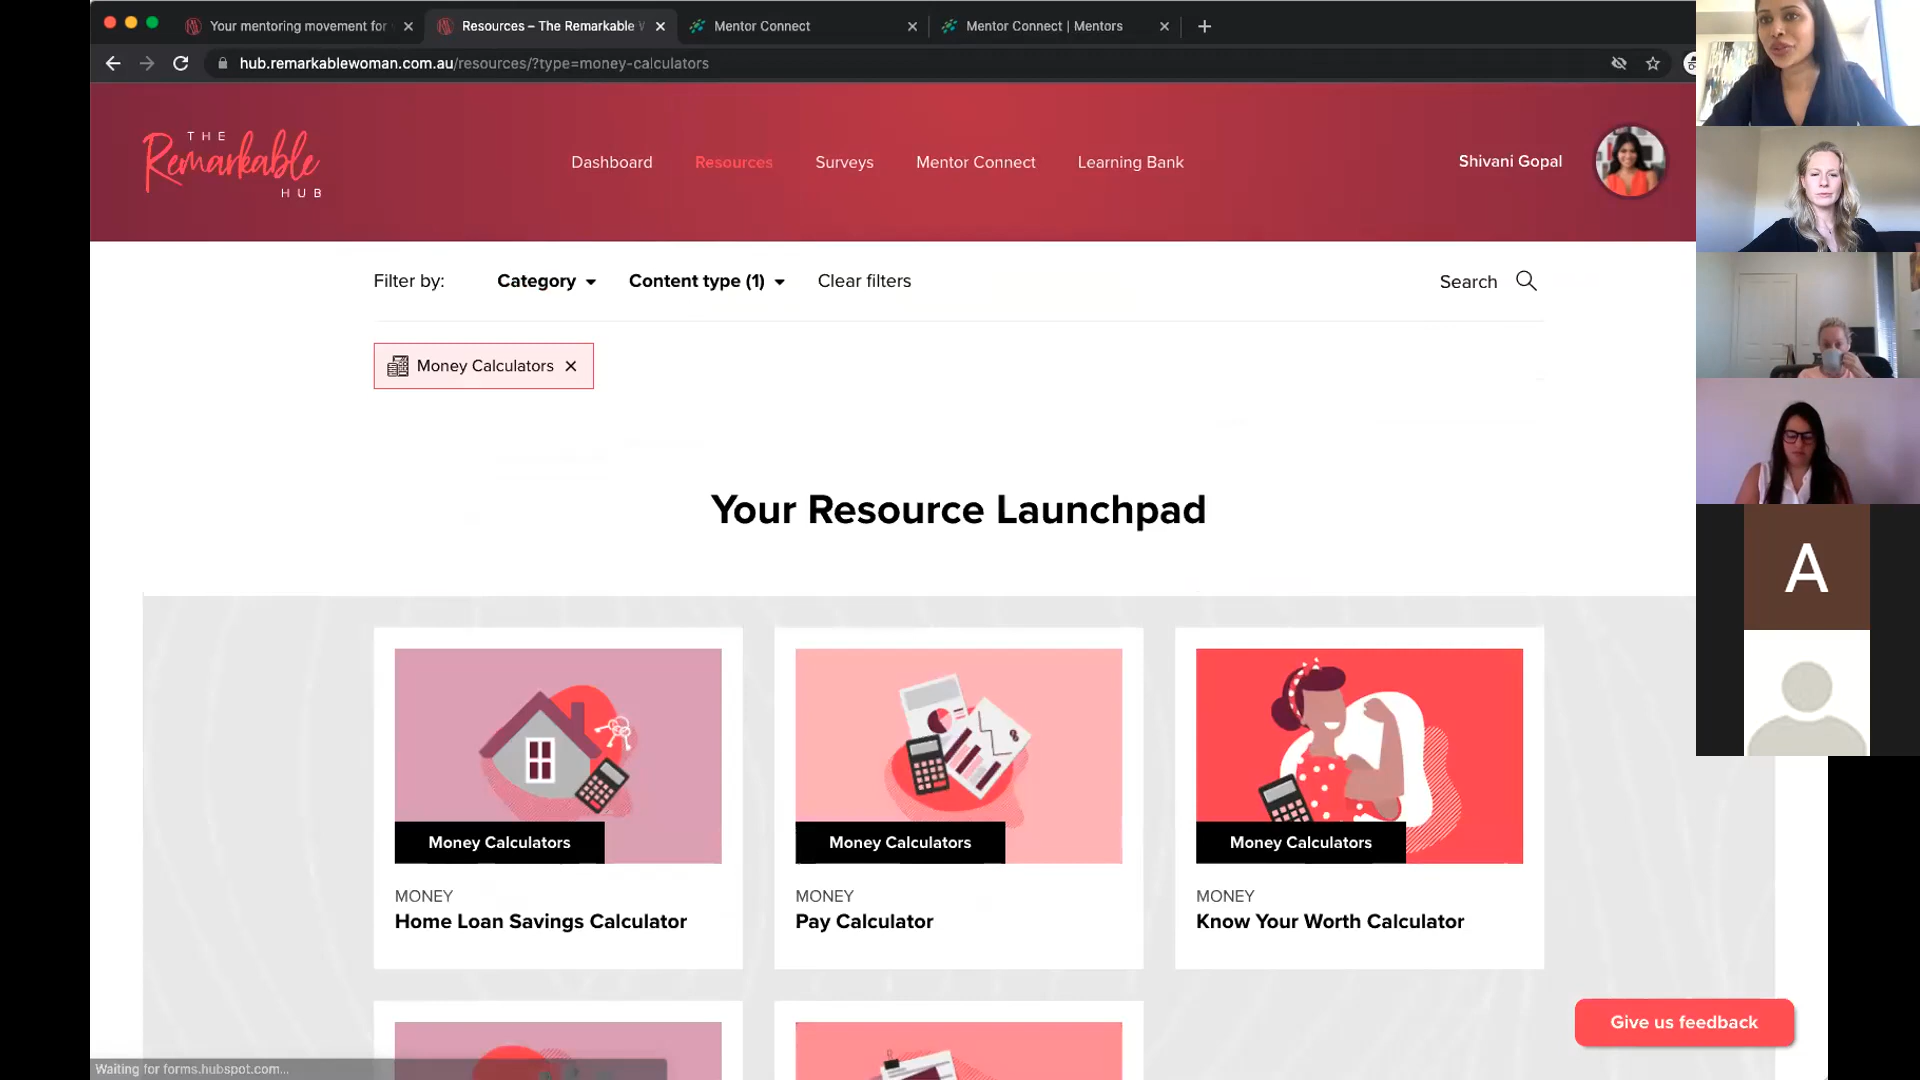 Your mentoring movement for
Resources – The Remarkable W
Mentor Connect
Mentor Connect | Mentors
hub.remarkablewoman.com.au/resources/?type=money-calculators
THE
Remarkable
HUB
Dashboard
Resources
Surveys
Mentor Connect
Learning Bank
Shivani Gopal
Filter by:
Category
Content type (1)
Clear filters
Search
Money Calculators
Your Resource Launchpad
A
Money Calculators
MONEY
Home Loan Savings Calculator
Money Calculators
MONEY
Pay Calculator
Money Calculators
MONEY
Know Your Worth Calculator
Give us feedback
Waiting for forms.hubspot.com...